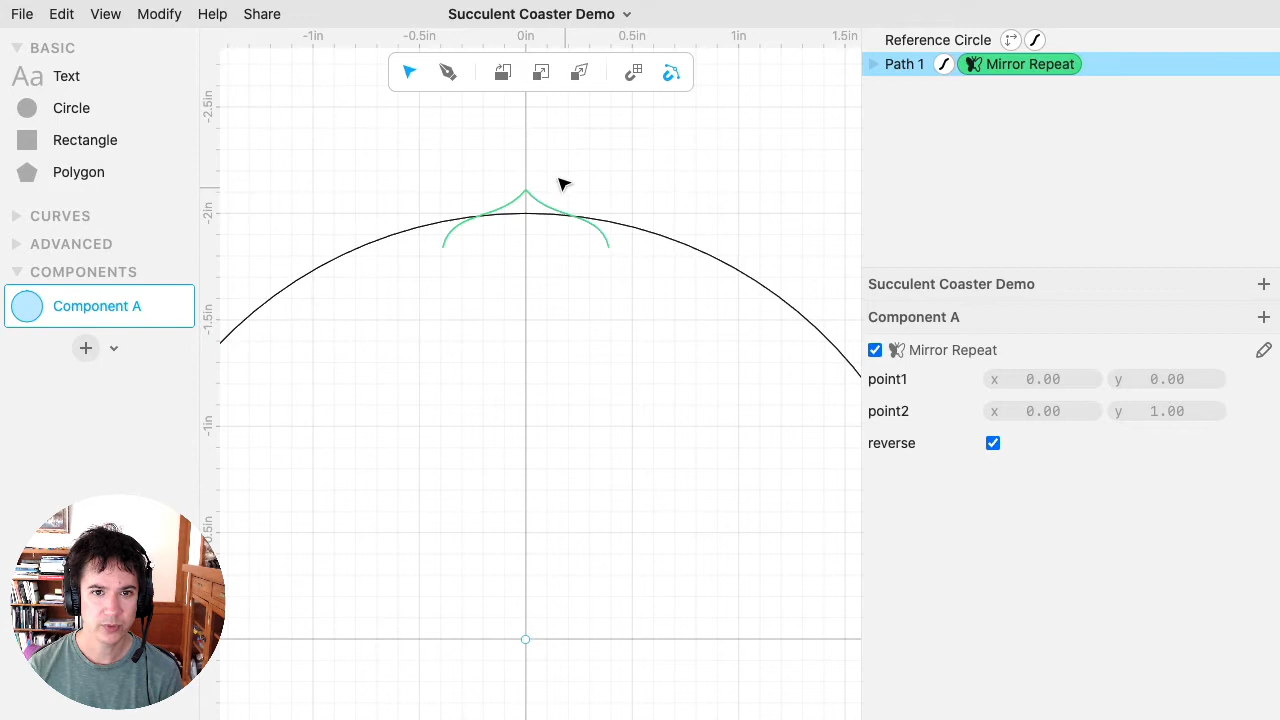 File Edit View Modify Help Share
Succulent Coaster Demo
BASIC
Aa Text
Circle
Rectangle
Polygon
CURVES
ADVANCED
COMPONENTS
Component A
-1in -0.5in 0in 0.5in 1in 1.5in
-2.5in
-2in
-1.5in
-1in
0.5in
Reference Circle
Path 1 Mirror Repeat
Succulent Coaster Demo
Component A
Mirror Repeat
point1 x 0.00 y 0.00
point2 x 0.00 y 1.00
reverse